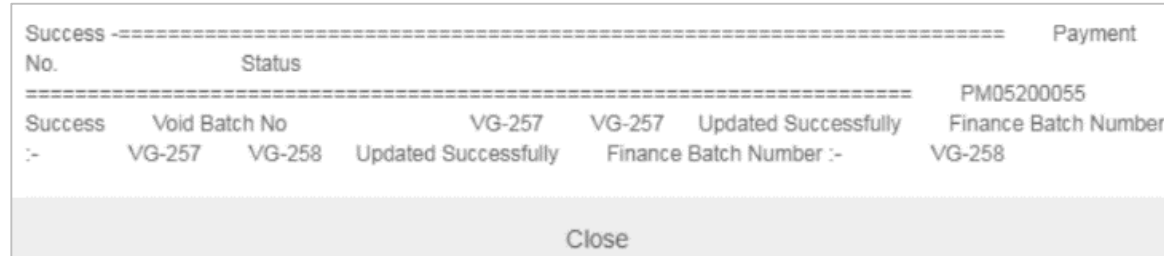 Success -======================================================================== Payment
No. Status
======================================================================== PM05200055
Success Void Batch No VG-257 VG-257 Updated Successfully Finance Batch Number
:- VG-257 VG-258 Updated Successfully Finance Batch Number :- VG-258
Close